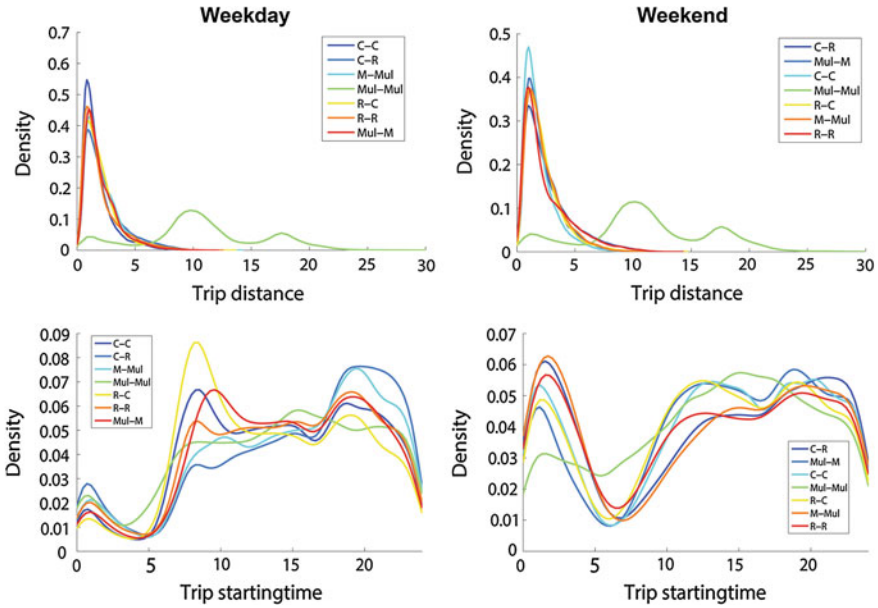 Weekday
0.7
0.6
0.5
0.4
0.3
0.2
0.1
0
Density
C–C
C–R
M–Mul
Mul–Mul
R–C
R–R
Mul–M
0 5 10 15 20 25 30
Trip distance
Weekend
0.5
0.4
0.3
0.2
0.1
0
Density
C–R
Mul–M
C–C
Mul–Mul
R–C
M–Mul
R–R
0 5 10 15 20 25 30
Trip distance
0.09
0.08
0.07
0.06
0.05
0.04
0.03
0.02
0.01
0
Density
C–C
C–R
M–Mul
Mul–Mul
R–C
R–R
Mul–M
0 5 10 15 20
Trip startingtime
0.07
0.06
0.05
0.04
0.03
0.02
0.01
0
Density
C–R
Mul–M
C–C
Mul–Mul
R–C
M–Mul
R–R
0 5 10 15 20
Trip startingtime